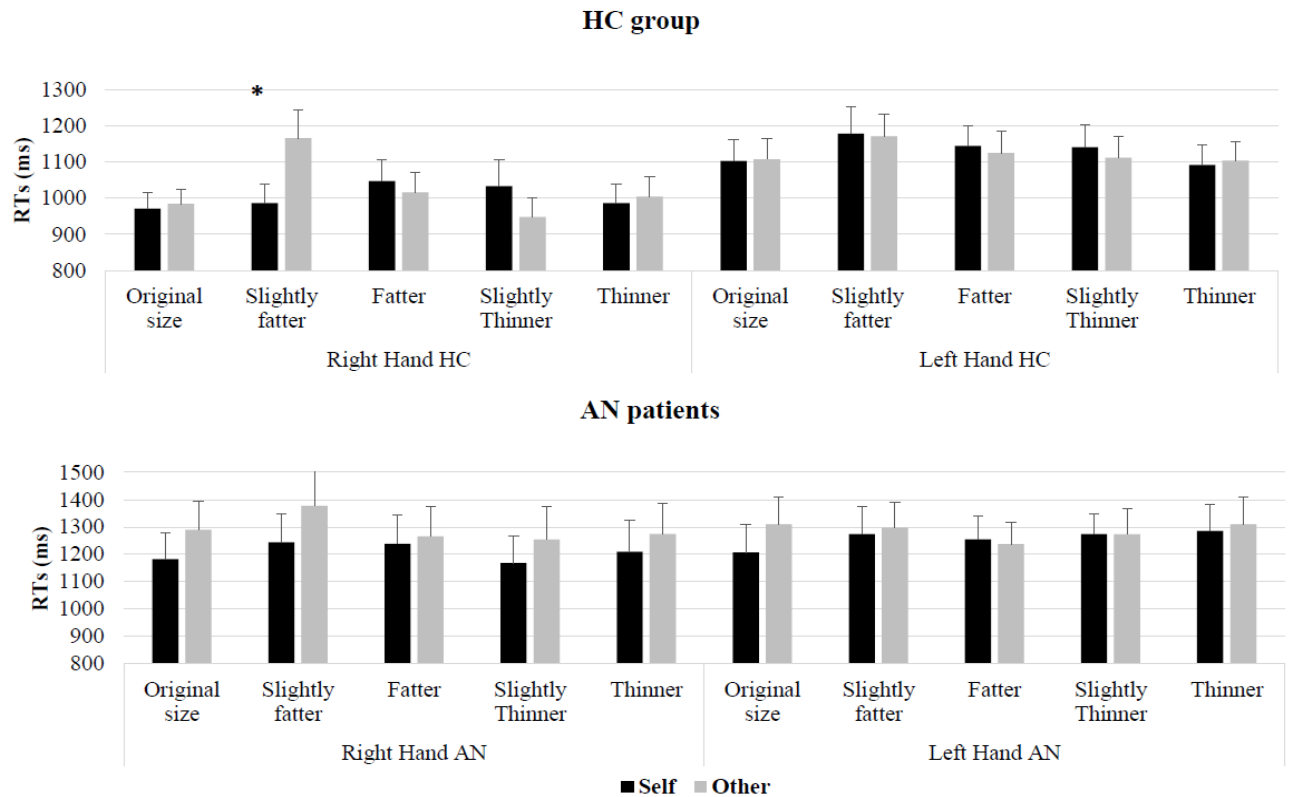 HC group
*
1300
1200
1100
1000
900
800
RTs (ms)
Original size Slightly fatter Fatter Slightly Thinner Thinner Original size Slightly fatter Fatter Slightly Thinner Thinner
Right Hand HC Left Hand HC
AN patients
1500
1400
1300
1200
1100
1000
900
800
RTs (ms)
Original size Slightly fatter Fatter Slightly Thinner Thinner Original size Slightly fatter Fatter Slightly Thinner Thinner
Right Hand AN Left Hand AN
Self Other